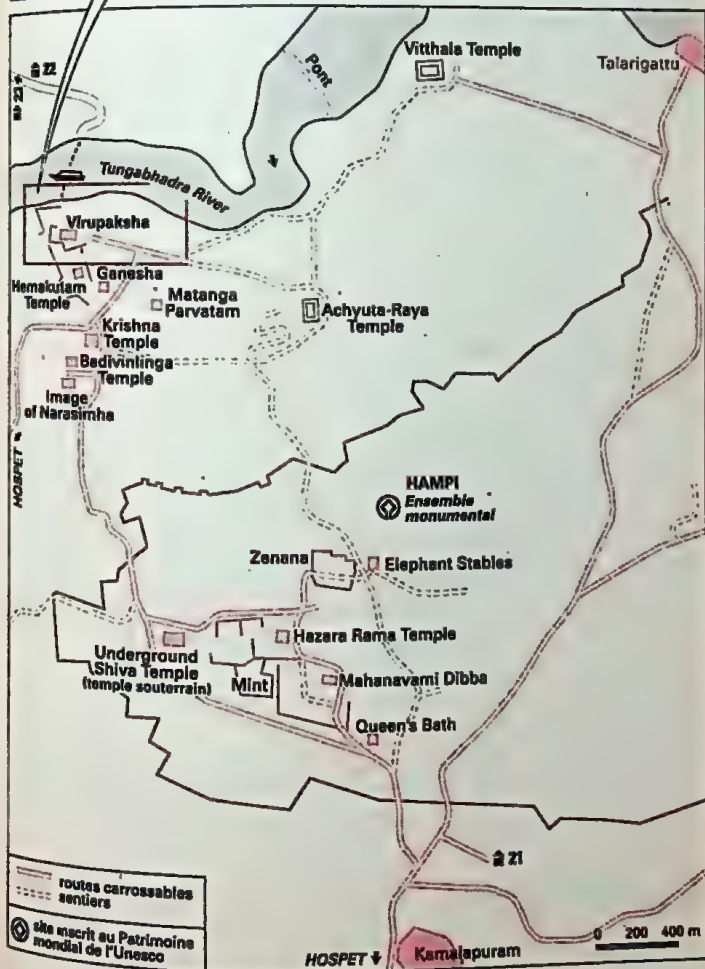 22
23
Pont
Vitthala Temple
Talarigattu
Tungabhadra River
Virupaksha
Ganesha
Hemakutam
Temple
Matanga
Parvatam
Achyuta-Raya
Temple
Krishna
Temple
Badivinlinga
Temple
Image
of Narasimha
HOSPET
HAMPI
Ensemble
monumental
Zenana
Elephant Stables
Underground
Shiva Temple
(temple souterrain)
Hazara Rama Temple
Mint
Mahanavami Dibba
Queen's Bath
21
routes carrossables
sentiers
site inscrit au Patrimoine
mondial de l'Unesco
HOSPET
Kamalapuram
0 200 400 m